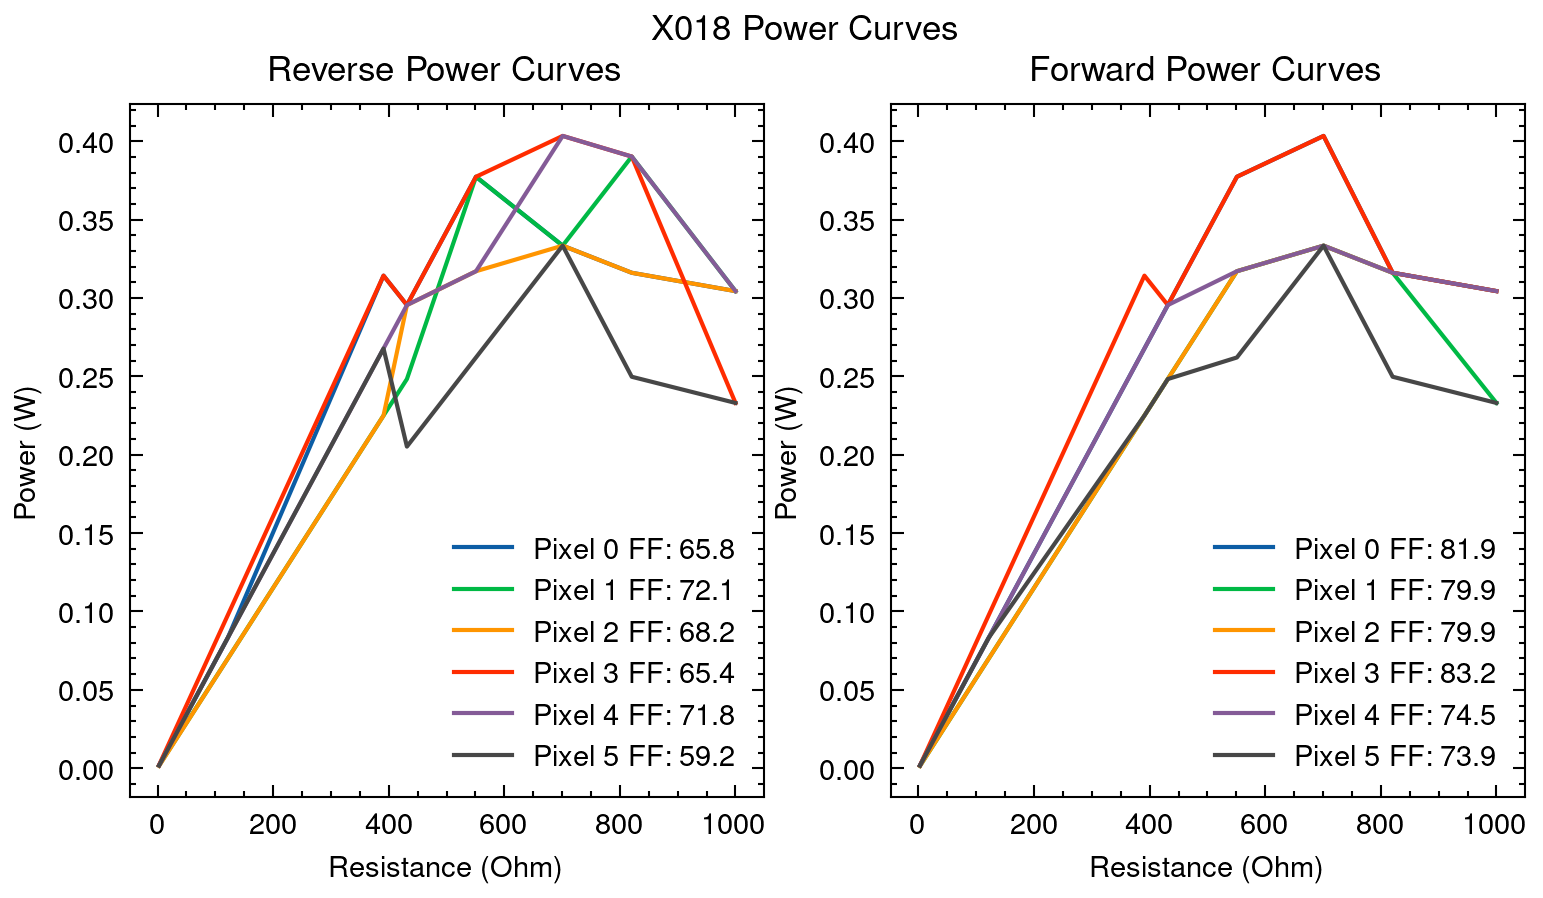 X018 Power Curves
Reverse Power Curves
Power (W)
0.40
0.35
0.30
0.25
0.20
0.15
0.10
0.05
0.00
Pixel 0 FF: 65.8
Pixel 1 FF: 72.1
Pixel 2 FF: 68.2
Pixel 3 FF: 65.4
Pixel 4 FF: 71.8
Pixel 5 FF: 59.2
0 200 400 600 800 1000
Resistance (Ohm)
Forward Power Curves
Power (W)
0.40
0.35
0.30
0.25
0.20
0.15
0.10
0.05
0.00
Pixel 0 FF: 81.9
Pixel 1 FF: 79.9
Pixel 2 FF: 79.9
Pixel 3 FF: 83.2
Pixel 4 FF: 74.5
Pixel 5 FF: 73.9
0 200 400 600 800 1000
Resistance (Ohm)